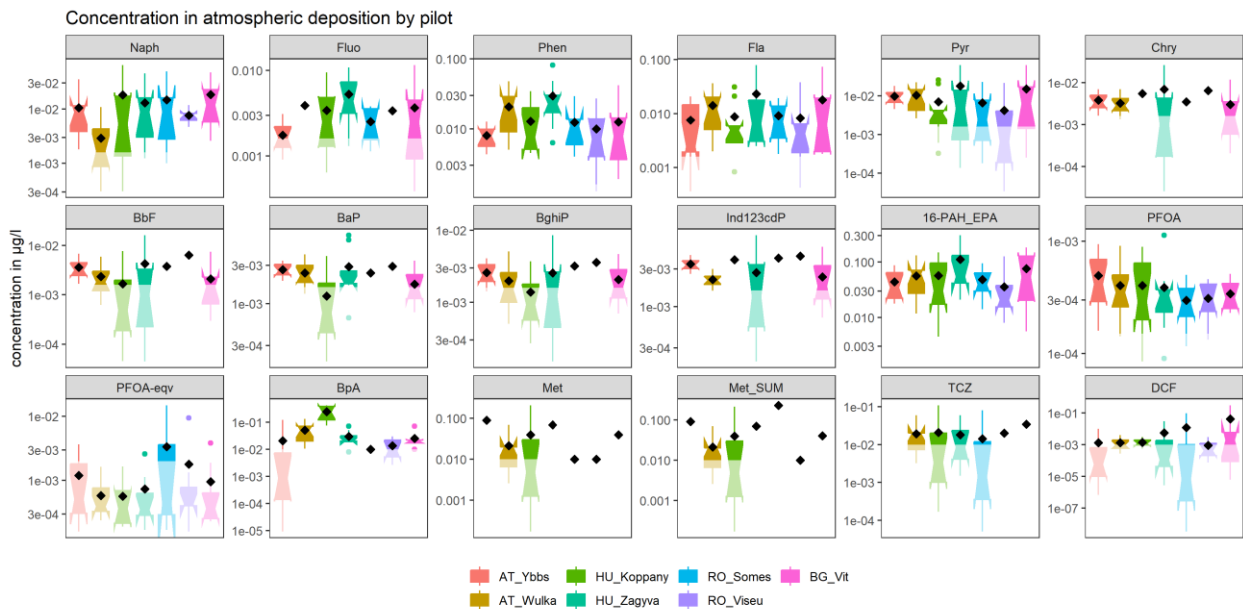 Concentration in atmospheric deposition by pilot
Naph Fluo Phen Fla Pyr Chry
3e-02 1e-02 3e-03 1e-03 3e-04
0.010 0.003 0.001
0.100 0.010 0.003
0.100 0.010 0.001
1e-02 1e-03 1e-04
1e-02 1e-03 1e-04
BbF BaP BghiP Ind123cdP 16-PAH_EPA PFOA
1e-02 1e-03 1e-04
3e-03 1e-03 3e-04
1e-02 3e-03 1e-03 3e-04
3e-03 3e-04
0.300 0.100 0.030 0.010 0.003
1e-03 3e-04 1e-04
concentration in µg/l
PFOA-eqv BpA Met Met_SUM TCZ DCF
1e-02 3e-03 1e-03 3e-04
1e-01 1e-02 1e-03 1e-04 1e-05
0.100 0.010 0.001
0.100 0.010 0.001
1e-01 1e-02 1e-03 1e-04
1e-01 1e-03 1e-05 1e-07
AT_Ybbs HU_Koppany RO_Somes BG_Vit
AT_Wulka HU_Zagyva RO_Viseu